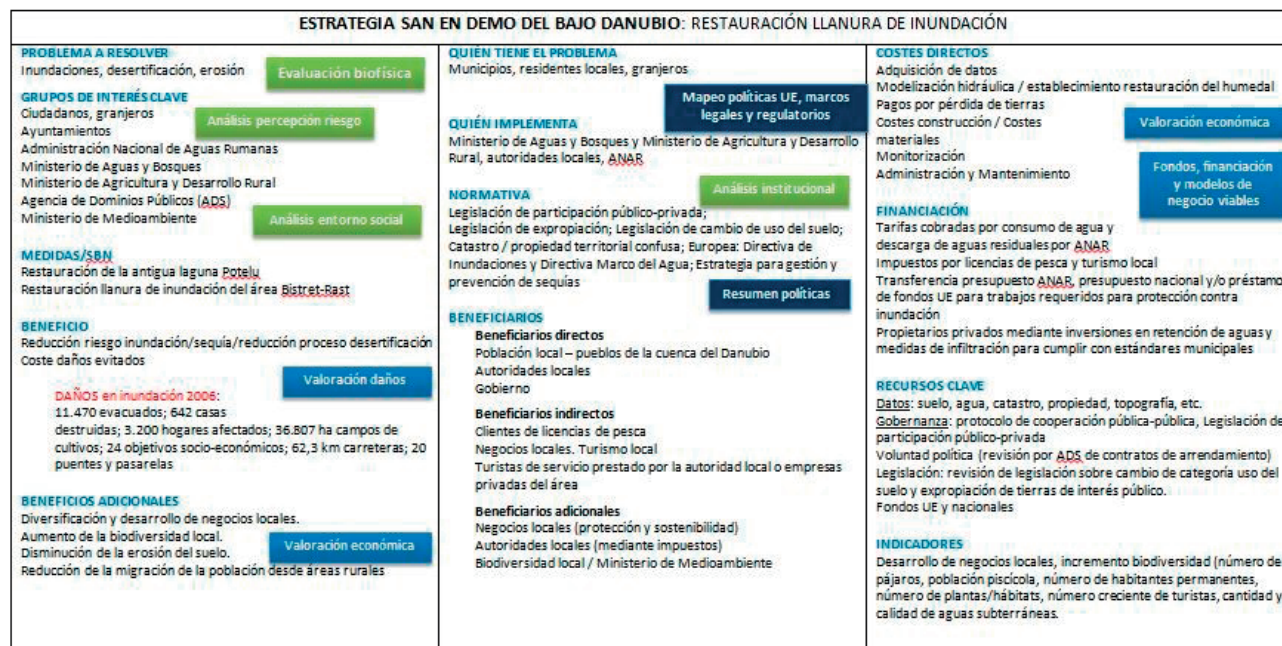 ESTRATEGIA SAN EN DEMO DEL BAJO DANUBIO: RESTAURACIÓN LLANURA DE INUNDACIÓN
PROBLEMA A RESOLVER
Inundaciones, desertificación, erosión
Evaluación biofísica
GRUPOS DE INTERÉS CLAVE
Ciudadanos, granjeros
Ayuntamientos
Análisis percepción riesgo
Administración Nacional de Aguas Rumanas
Ministerio de Aguas y Bosques
Ministerio de Agricultura y Desarrollo Rural
Agencia de Dominios Públicos (ADS)
Ministerio de Medioambiente
Análisis entorno social
MEDIDAS/SBN
Restauración de la antigua laguna Potelu
Restauración llanura de inundación del área Bistret-Rast
BENEFICIO
Reducción riesgo inundación/sequía/reducción proceso desertificación
Coste daños evitados
Valoración daños
DAÑOS en inundación 2006:
11.470 evacuados; 642 casas
destruidas; 3.200 hogares afectados; 36.807 ha campos de
cultivos; 24 objetivos socio-económicos; 62,3 km carreteras; 20
puentes y pasarelas
BENEFICIOS ADICIONALES
Diversificación y desarrollo de negocios locales.
Aumento de la biodiversidad local.
Disminución de la erosión del suelo.
Valoración económica
Reducción de la migración de la población desde áreas rurales
QUIÉN TIENE EL PROBLEMA
Municipios, residentes locales, granjeros
Mapeo políticas UE, marcos
legales y regulatorios
QUIÉN IMPLEMENTA
Ministerio de Aguas y Bosques y Ministerio de Agricultura y Desarrollo
Rural, autoridades locales, ANAR
Análisis institucional
NORMATIVA
Legislación de participación público-privada;
Legislación de expropiación; Legislación de cambio de uso del suelo;
Catastro / propiedad territorial confusa; Europea: Directiva de
Inundaciones y Directiva Marco del Agua; Estrategia para gestión y
prevención de sequías
Resumen políticas
BENEFICIARIOS
Beneficiarios directos
Población local – pueblos de la cuenca del Danubio
Autoridades locales
Gobierno
Beneficiarios indirectos
Clientes de licencias de pesca
Negocios locales. Turismo local
Turistas de servicio prestado por la autoridad local o empresas
privadas del área
Beneficiarios adicionales
Negocios locales (protección y sostenibilidad)
Autoridades locales (mediante impuestos)
Biodiversidad local / Ministerio de Medioambiente
COSTES DIRECTOS
Adquisición de datos
Modelización hidráulica / establecimiento restauración del humedal
Pagos por pérdida de tierras
Costes construcción / Costes
materiales
Valoración económica
Monitorización
Administración y Mantenimiento
Fondos, financiación
y modelos de
negocio viables
FINANCIACIÓN
Tarifas cobradas por consumo de agua y
descarga de aguas residuales por ANAR
Impuestos por licencias de pesca y turismo local
Transferencia presupuesto ANAR, presupuesto nacional y/o préstamo
de fondos UE para trabajos requeridos para protección contra
inundación
Propietarios privados mediante inversiones en retención de aguas y
medidas de infiltración para cumplir con estándares municipales
RECURSOS CLAVE
Datos: suelo, agua, catastro, propiedad, topografía, etc.
Gobernanza: protocolo de cooperación pública-pública, Legislación de
participación público-privada
Voluntad política (revisión por ADS de contratos de arrendamiento)
Legislación: revisión de legislación sobre cambio de categoría uso del
suelo y expropiación de tierras de interés público.
Fondos UE y nacionales
INDICADORES
Desarrollo de negocios locales, incremento biodiversidad (número de
pájaros, población piscícola, número de habitantes permanentes,
número de plantas/hábitats, número creciente de turistas, cantidad y
calidad de aguas subterráneas.